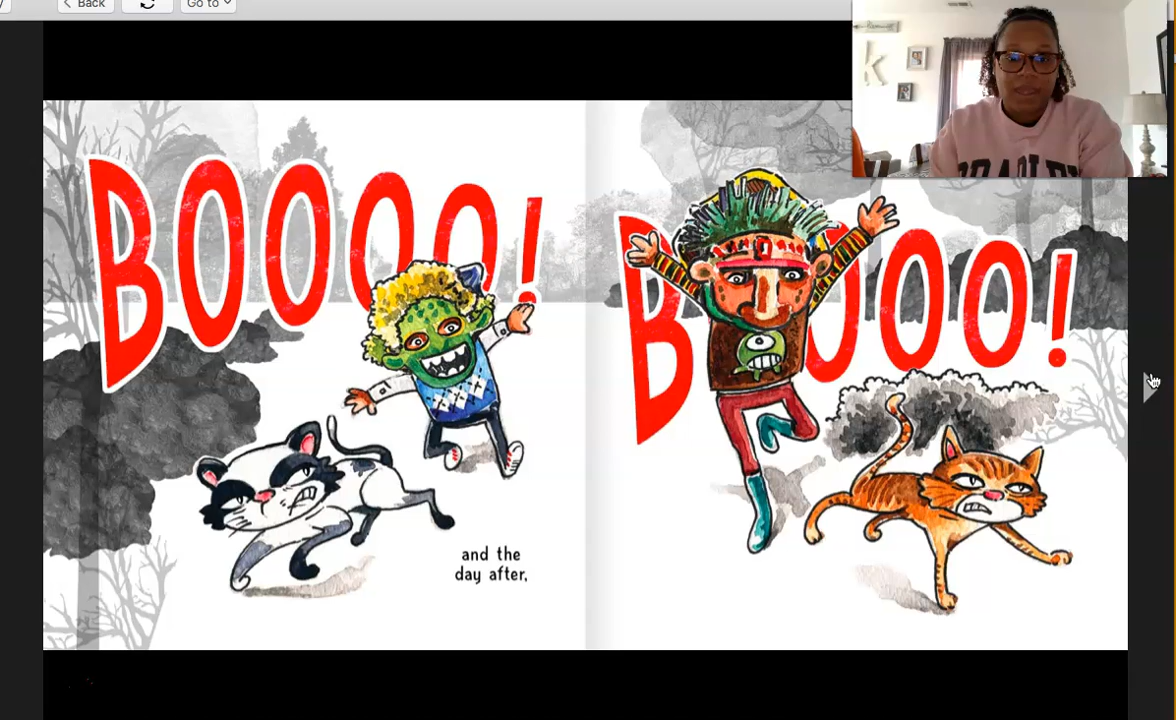 Back
Go to
BOOOO!
BOOOO!
and the
day after,
k